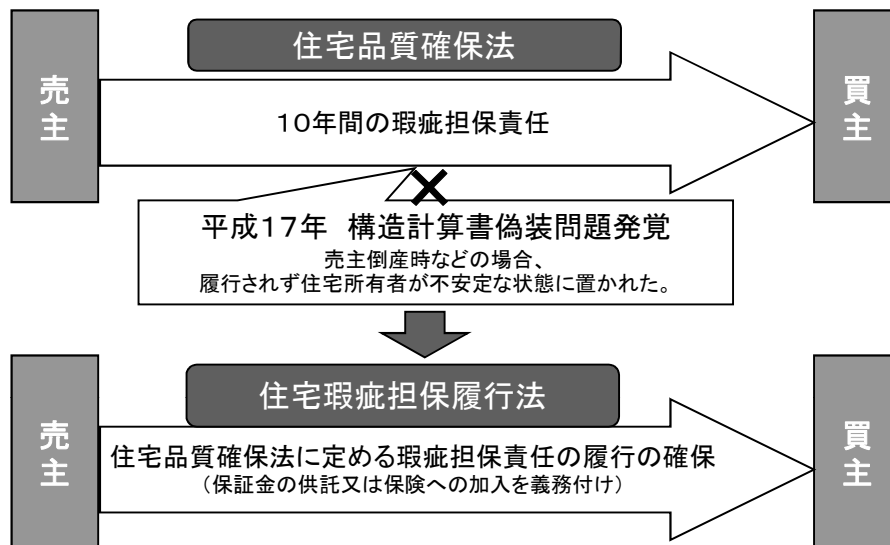 住宅品質確保法
売主
10年間の瑕疵担保責任
買主
平成17年 構造計算書偽装問題発覚
売主倒産時などの場合、
履行されず住宅所有者が不安定な状態に置かれた。
住宅瑕疵担保履行法
売主
住宅品質確保法に定める瑕疵担保責任の履行の確保
（保証金の供託又は保険への加入を義務付け）
買主